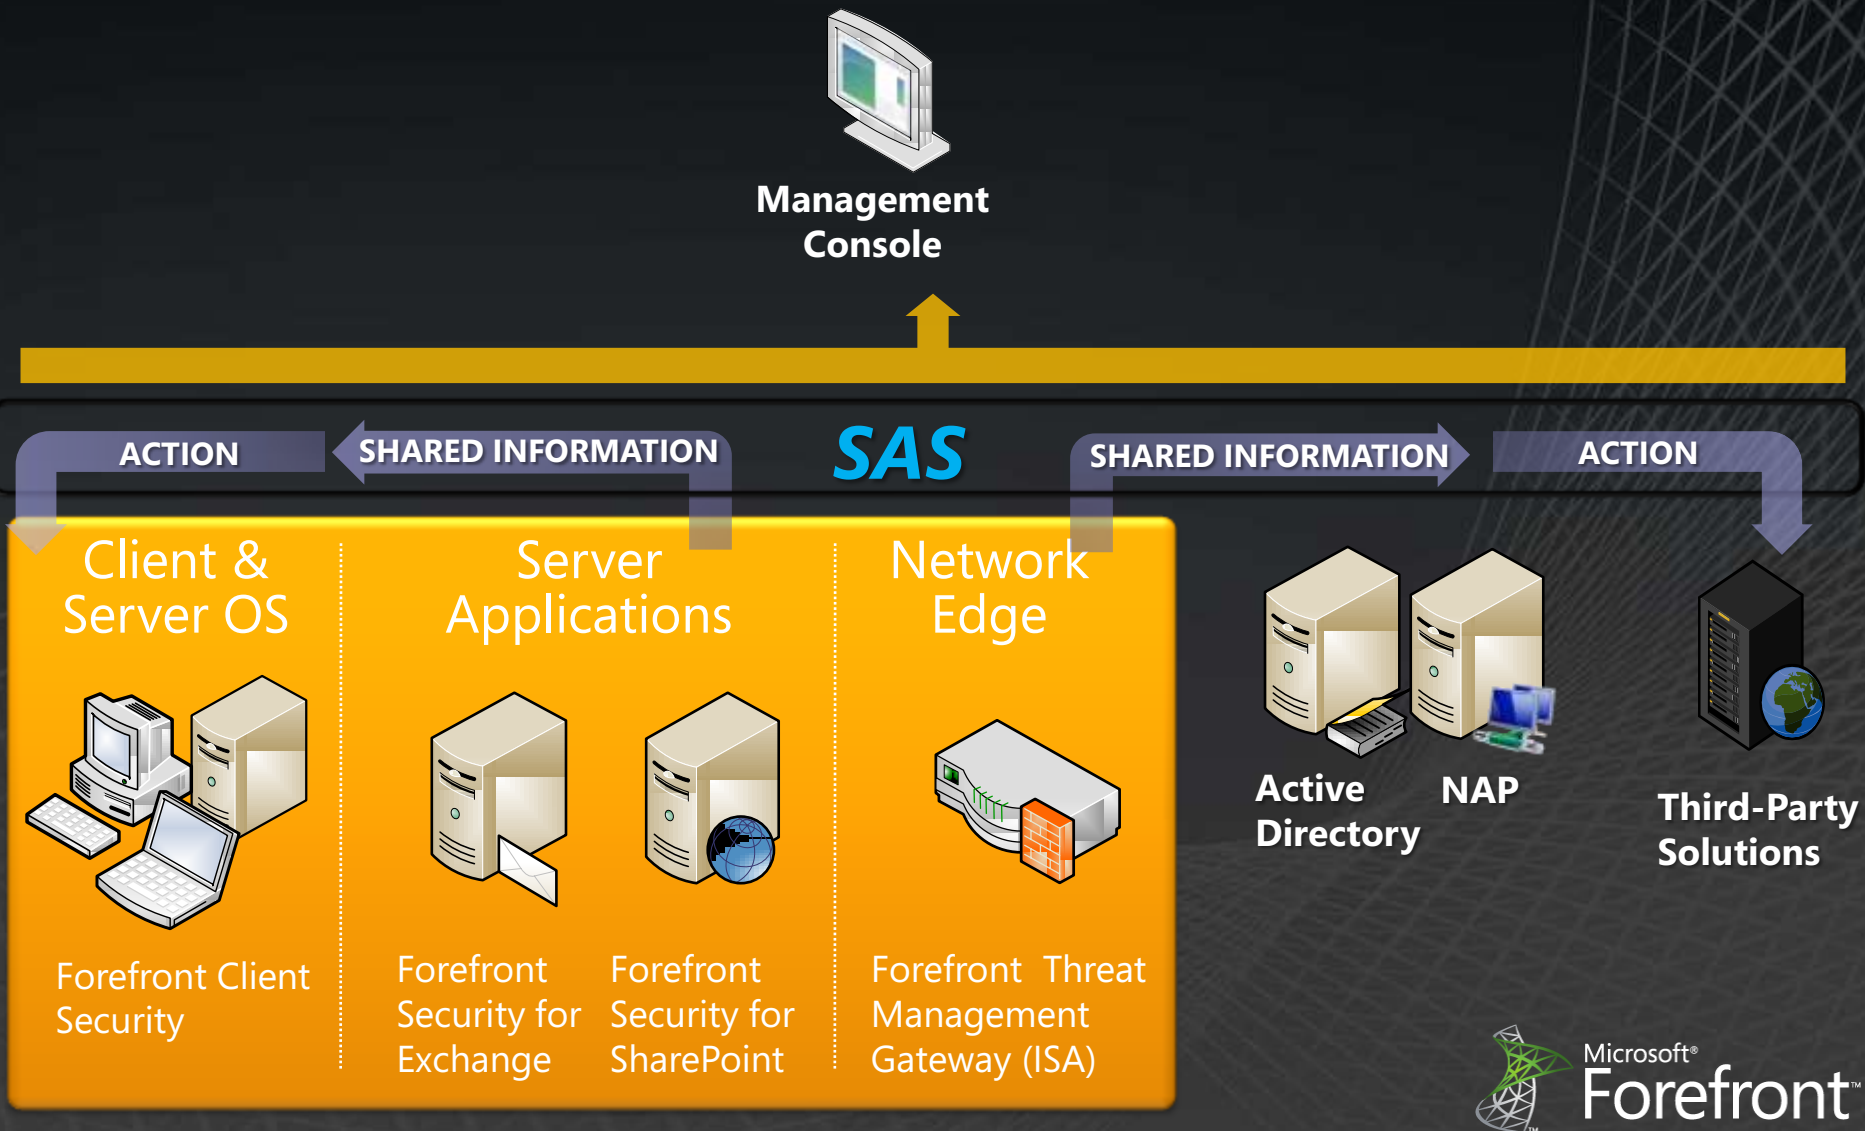 Management
Console
ACTION
SHARED INFORMATION
SAS
SHARED INFORMATION
ACTION
Client &
Server OS
Server
Applications
Network
Edge
Active
Directory
NAP
Third-Party
Solutions
Forefront Client
Security
Forefront
Security for
Exchange
Forefront
Security for
SharePoint
Forefront Threat
Management
Gateway (ISA)
Microsoft®
Forefront™